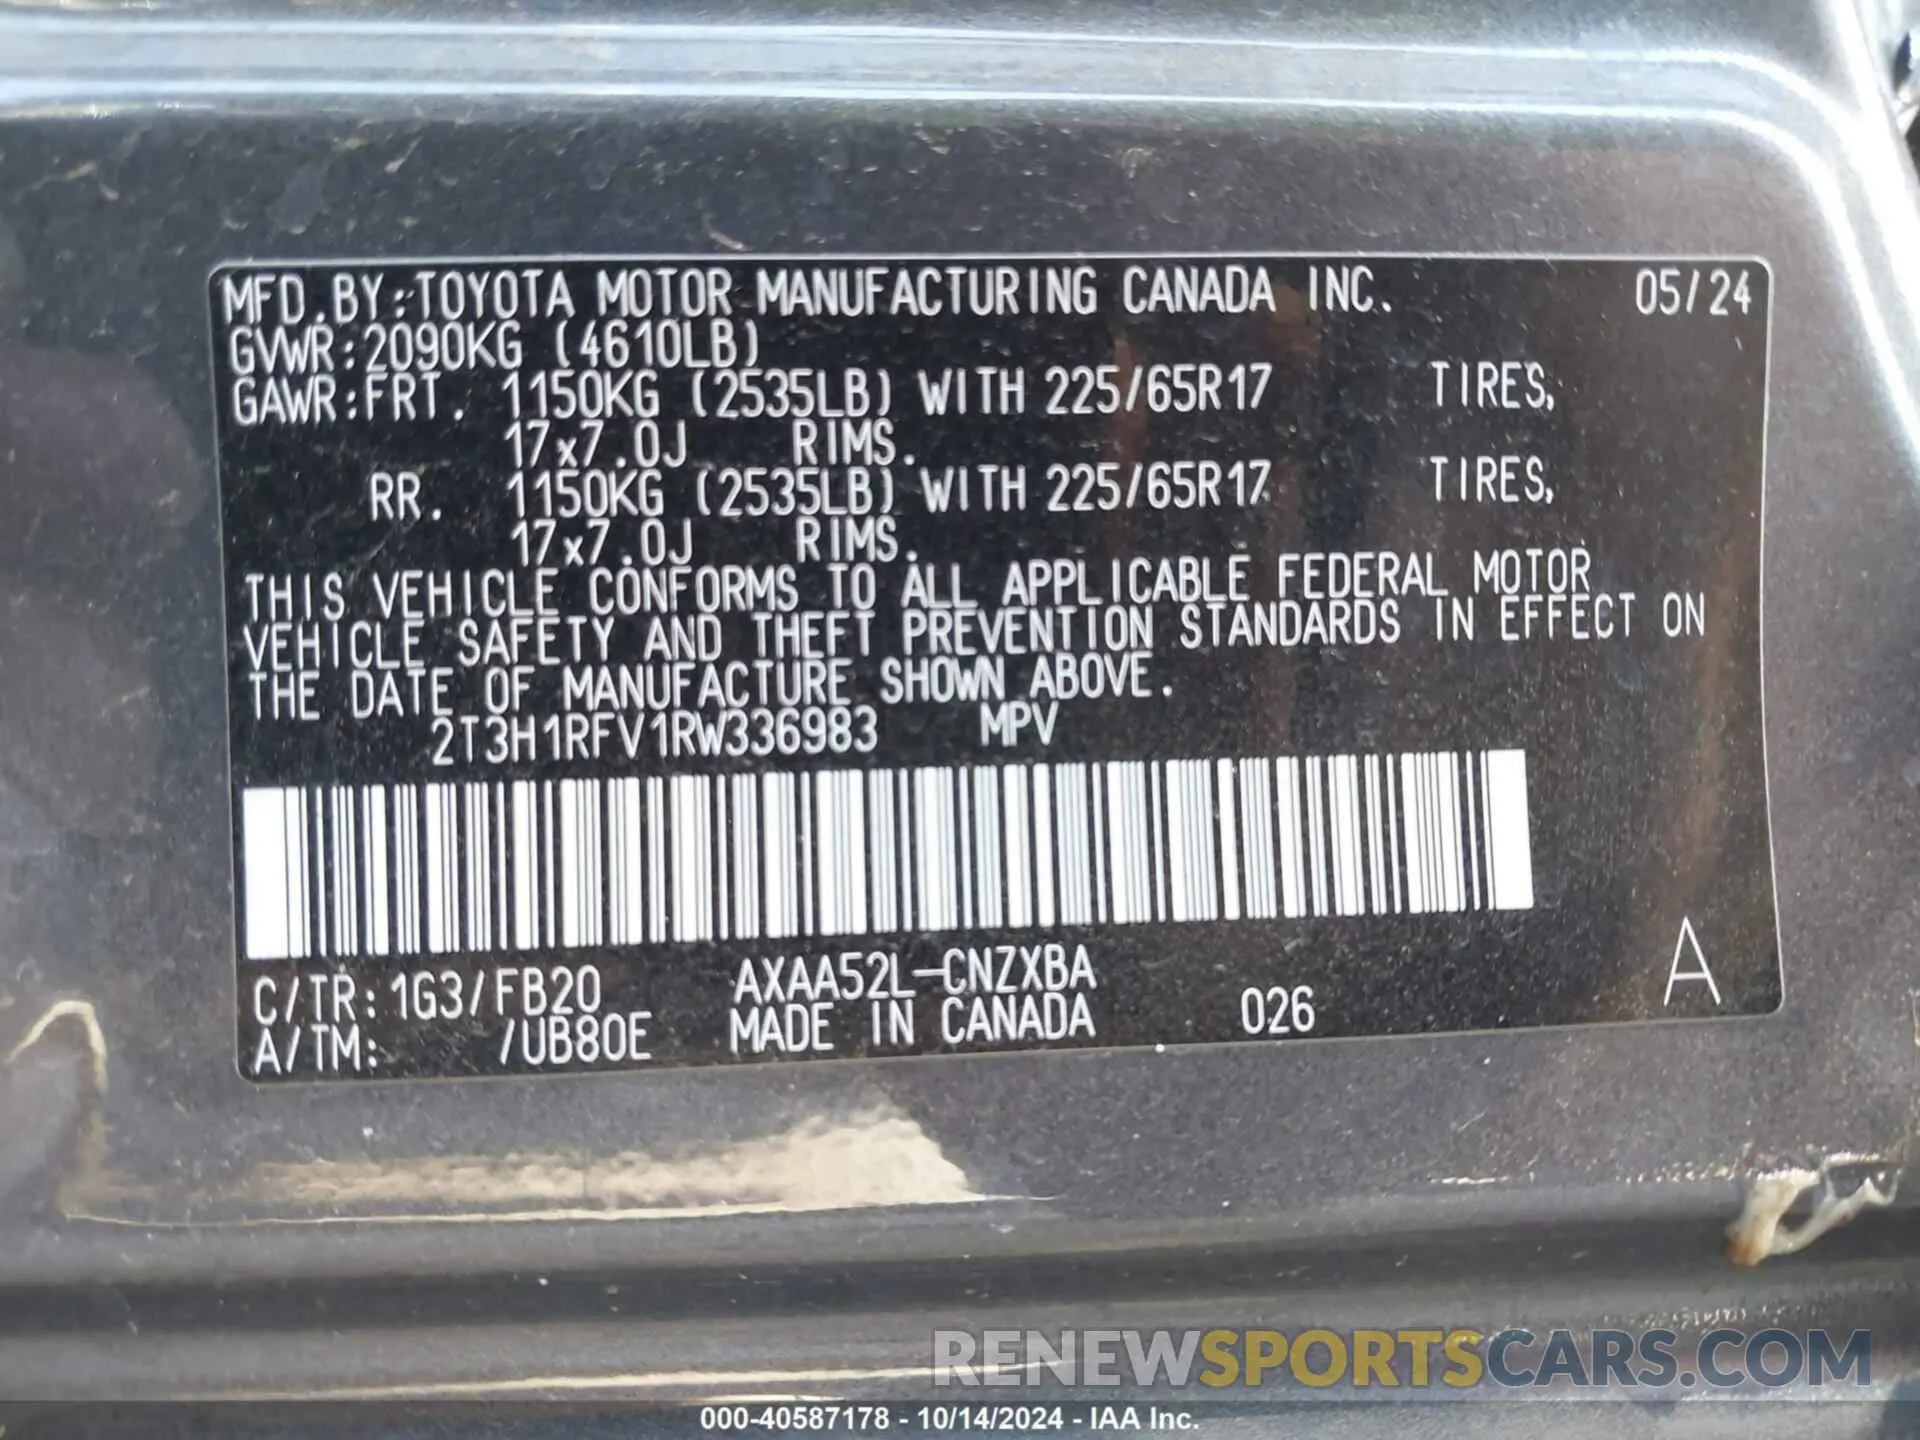 MFD.BY:TOYOTA MOTOR MANUFACTURING CANADA INC. 05/24
GVWR:2090KG (4610LB)
GAWR:FRT. 1150KG (2535LB) WITH 225/65R17 TIRES,
17x7.0J RIMS.
RR. 1150KG (2535LB) WITH 225/65R17 TIRES,
17x7.0J RIMS.
THIS VEHICLE CONFORMS TO ALL APPLICABLE FEDERAL MOTOR
VEHICLE SAFETY AND THEFT PREVENTION STANDARDS IN EFFECT ON
THE DATE OF MANUFACTURE SHOWN ABOVE.
2T3H1RFV1RW336983 MPV
C/TR:1G3/FB20 AXAA52L-CNZXBA A
A/TM: /UB80E MADE IN CANADA 026
RENEWSPORTSCARS.COM
000-40587178 - 10/14/2024 - IAA Inc.